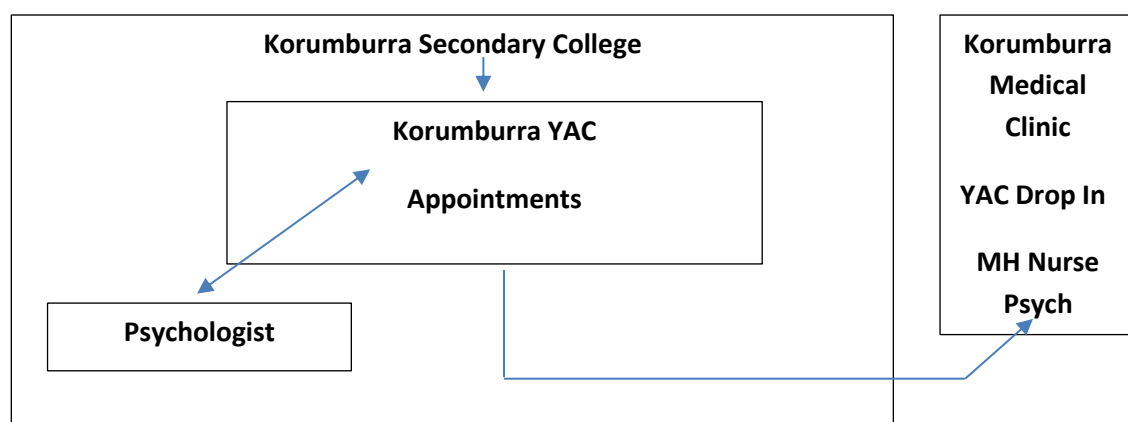 Korumburra Secondary College
Korumburra YAC
Appointments
Psychologist
Korumburra
Medical
Clinic
YAC Drop In
MH Nurse
Psych